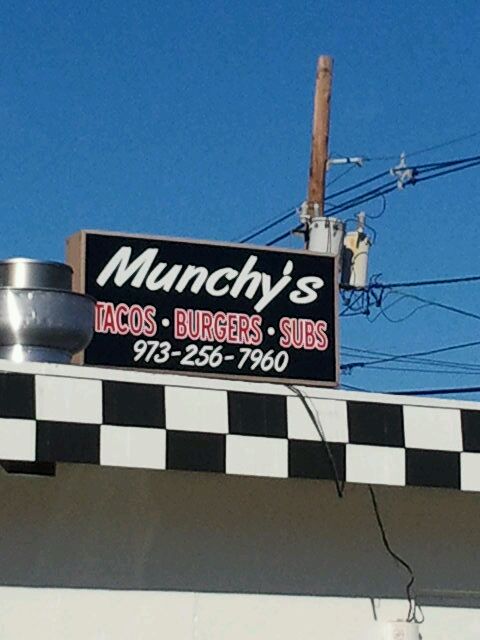 Munchy's
TACOS • BURGERS • SUBS
973-256-7960